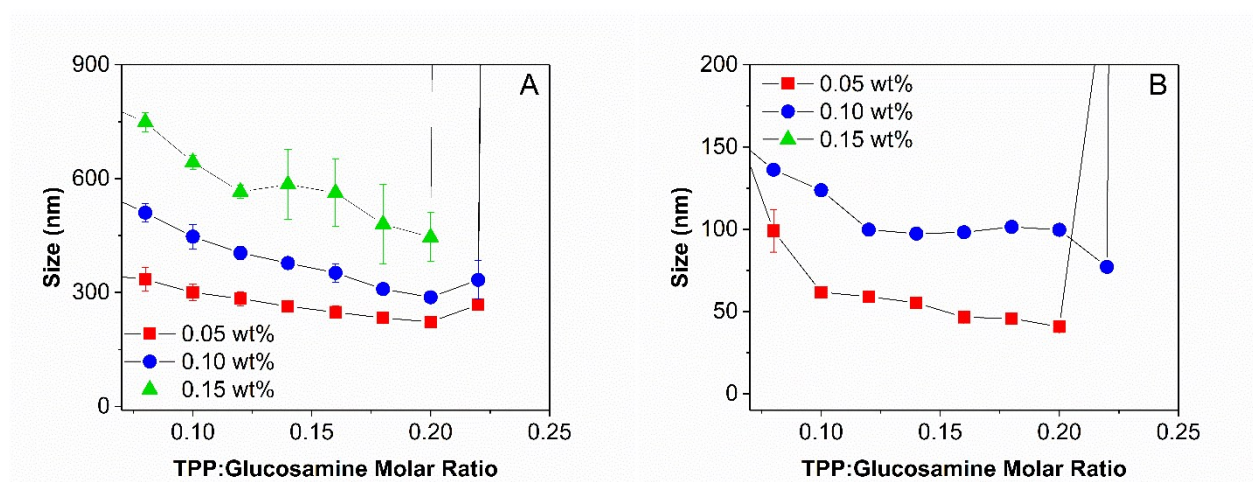 A
900
600
300
0
Size (nm)
0.05 wt%
0.10 wt%
0.15 wt%
0.10 0.15 0.20 0.25
TPP:Glucosamine Molar Ratio
B
200
150
100
50
0
Size (nm)
0.05 wt%
0.10 wt%
0.15 wt%
0.10 0.15 0.20 0.25
TPP:Glucosamine Molar Ratio